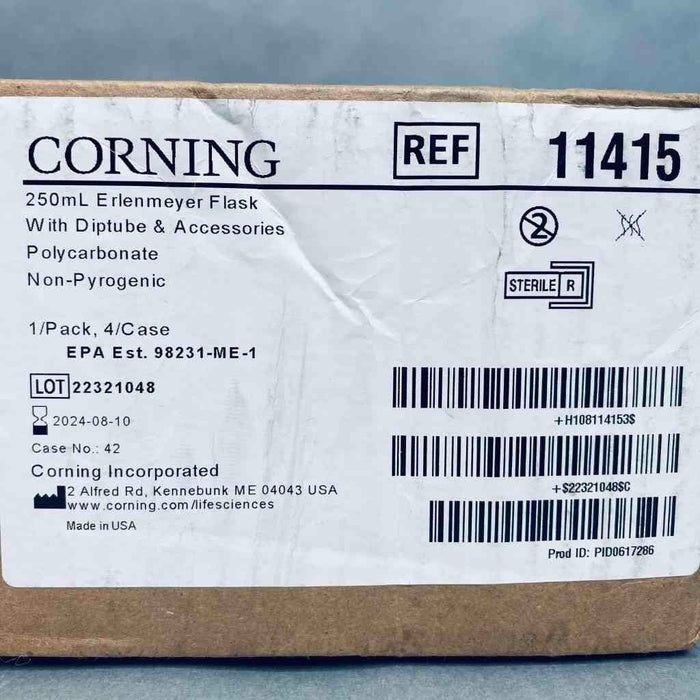 CORNING REF 11415
250mL Erlenmeyer Flask
With Diptube & Accessories
Polycarbonate
Non-Pyrogenic
2
STERILE R
1/Pack, 4/Case
EPA Est. 98231-ME-1
LOT 22321048
2024-08-10
Case No.: 42
Corning Incorporated
2 Alfred Rd, Kennebunk ME 04043 USA
www.corning.com/lifesciences
Made in USA
+H108114153$
+$22321048$C
Prod ID: PID0617286